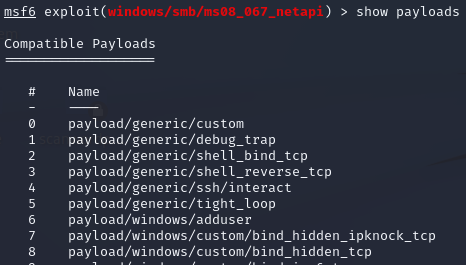 msf6 exploit(windows/smb/ms08_067_netapi) > show payloads
Compatible Payloads
===================
# Name
- ----
0 payload/generic/custom
1 payload/generic/debug_trap
2 payload/generic/shell_bind_tcp
3 payload/generic/shell_reverse_tcp
4 payload/generic/ssh/interact
5 payload/generic/tight_loop
6 payload/windows/adduser
7 payload/windows/custom/bind_hidden_ipknock_tcp
8 payload/windows/custom/bind_hidden_tcp